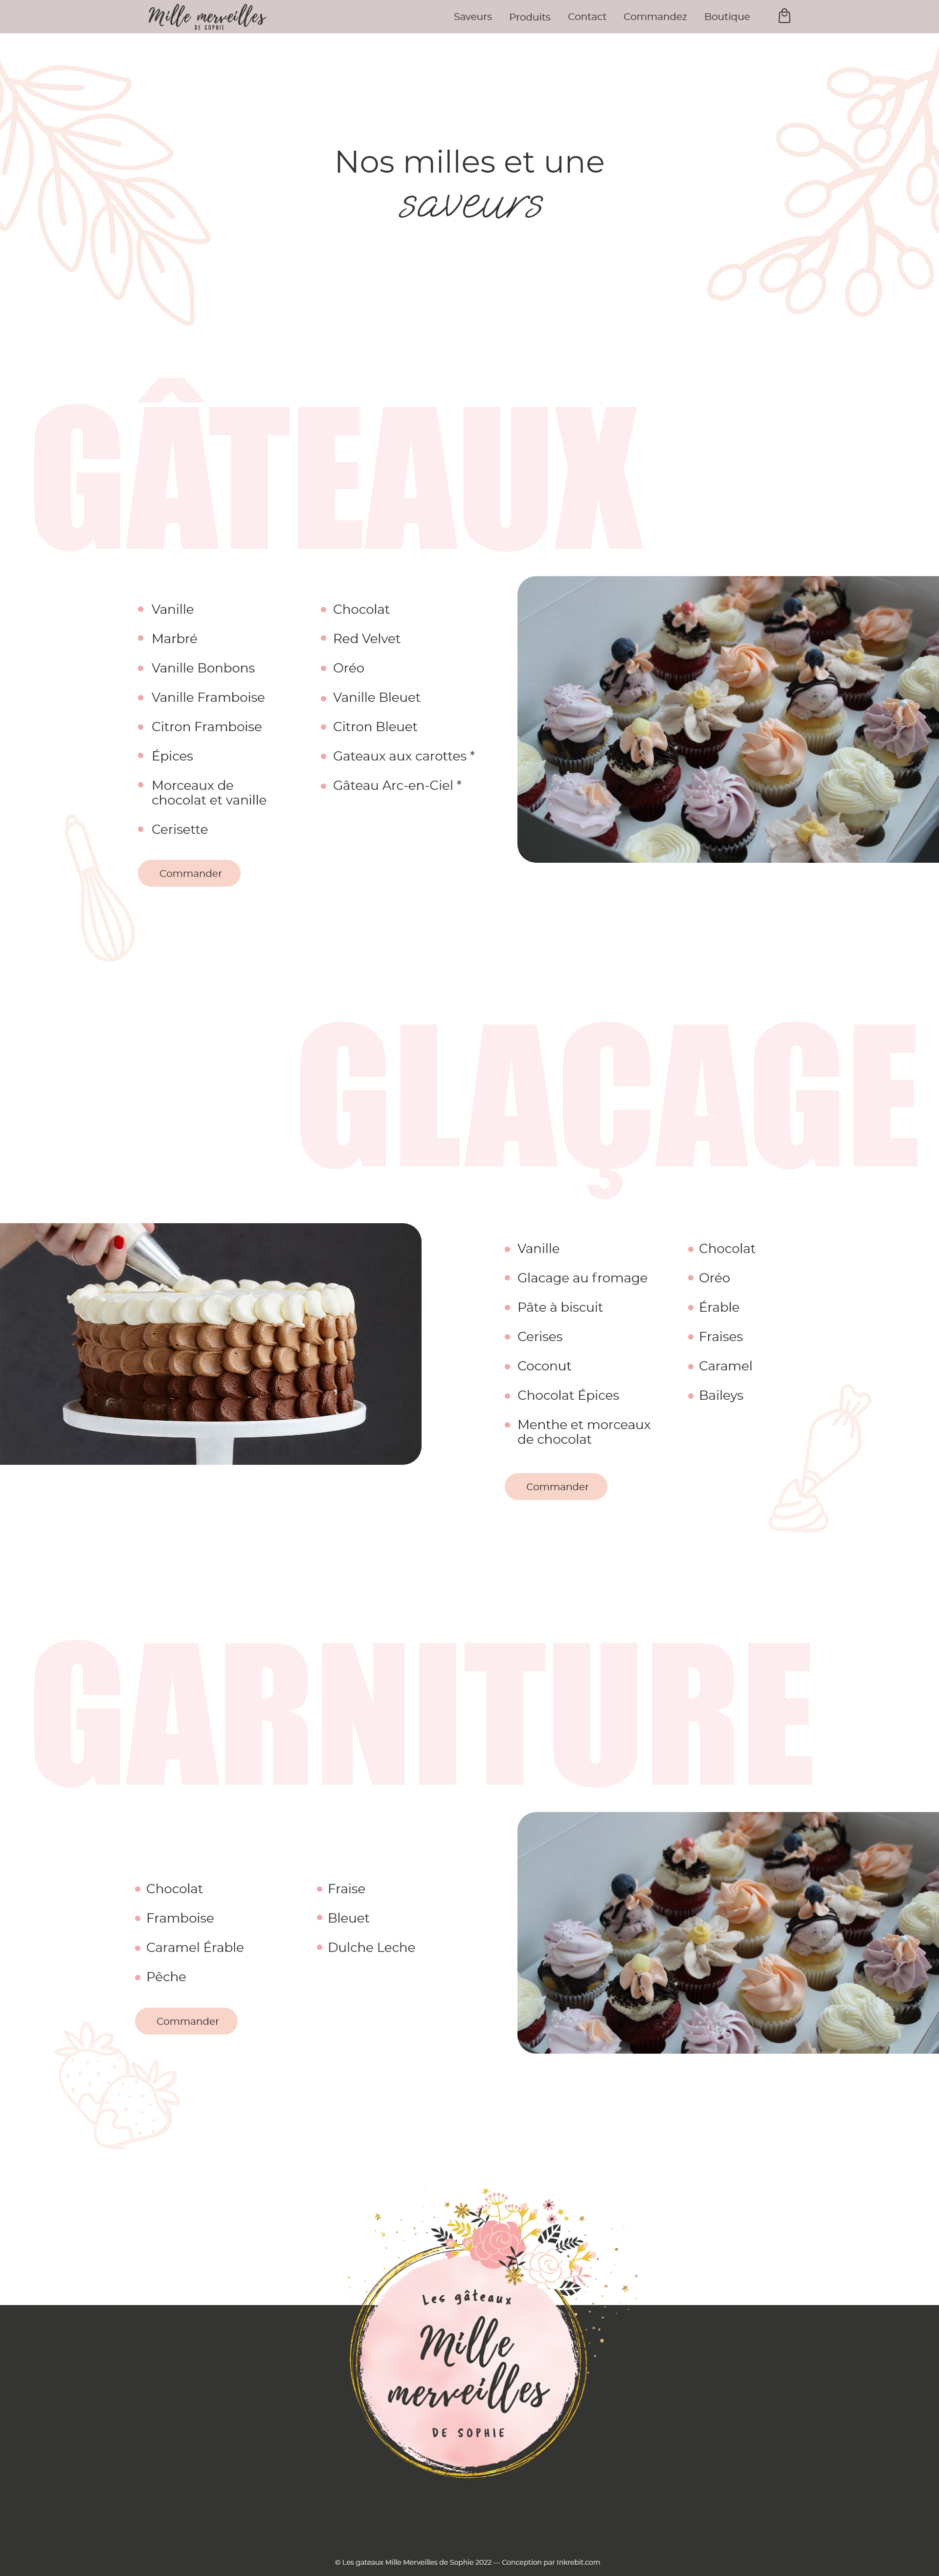 Mille merveilles
DE SOPHIE
Saveurs
Produits
Contact
Commandez
Boutique
Nos milles et une
saveurs
GÂTEAUX
Vanille
Marbré
Vanille Bonbons
Vanille Framboise
Citron Framboise
Épices
Morceaux de
chocolat et vanille
Cerisette
Chocolat
Red Velvet
Oréo
Vanille Bleuet
Citron Bleuet
Gateaux aux carottes *
Gâteau Arc-en-Ciel *
Commander
GLAÇAGE
Vanille
Glacage au fromage
Pâte à biscuit
Cerises
Coconut
Chocolat Épices
Menthe et morceaux
de chocolat
Chocolat
Oréo
Érable
Fraises
Caramel
Baileys
Commander
GARNITURE
Chocolat
Framboise
Caramel Érable
Pêche
Fraise
Bleuet
Dulche Leche
Commander
Les gâteaux
Mille
merveilles
DE SOPHIE
© Les gateaux Mille Merveilles de Sophie 2022 — Conception par Inkrebit.com